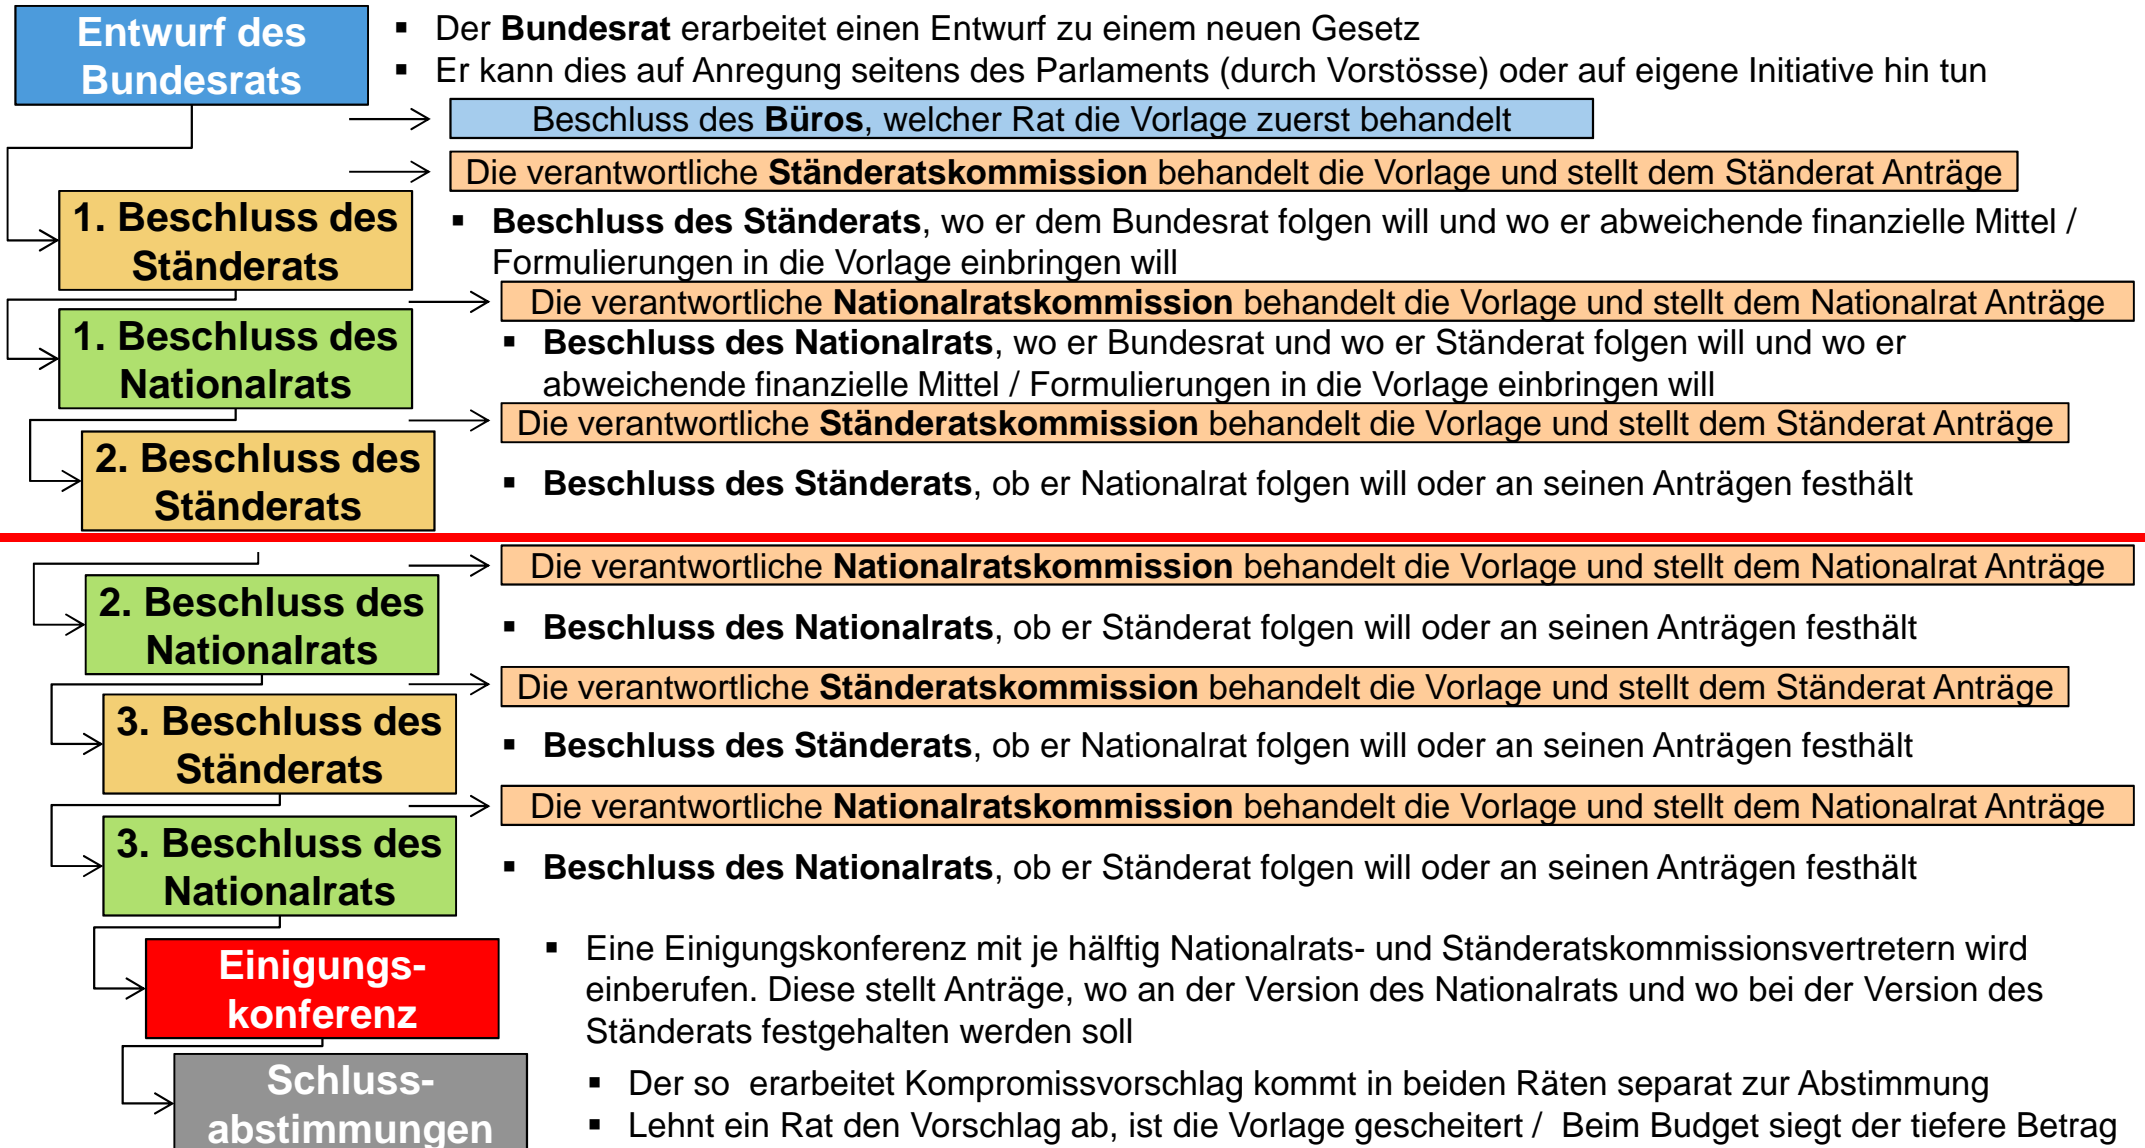 Entwurf des
Bundesrats
▪ Der Bundesrat erarbeitet einen Entwurf zu einem neuen Gesetz
▪ Er kann dies auf Anregung seitens des Parlaments (durch Vorstösse) oder auf eigene Initiative hin tun
Beschluss des Büros, welcher Rat die Vorlage zuerst behandelt
Die verantwortliche Ständeratskommission behandelt die Vorlage und stellt dem Ständerat Anträge
1. Beschluss des
Ständerats
▪ Beschluss des Ständerats, wo er dem Bundesrat folgen will und wo er abweichende finanzielle Mittel /
Formulierungen in die Vorlage einbringen will
Die verantwortliche Nationalratskommission behandelt die Vorlage und stellt dem Nationalrat Anträge
1. Beschluss des
Nationalrats
▪ Beschluss des Nationalrats, wo er Bundesrat und wo er Ständerat folgen will und wo er
abweichende finanzielle Mittel / Formulierungen in die Vorlage einbringen will
Die verantwortliche Ständeratskommission behandelt die Vorlage und stellt dem Ständerat Anträge
2. Beschluss des
Ständerats
▪ Beschluss des Ständerats, ob er Nationalrat folgen will oder an seinen Anträgen festhält
Die verantwortliche Nationalratskommission behandelt die Vorlage und stellt dem Nationalrat Anträge
2. Beschluss des
Nationalrats
▪ Beschluss des Nationalrats, ob er Ständerat folgen will oder an seinen Anträgen festhält
Die verantwortliche Ständeratskommission behandelt die Vorlage und stellt dem Ständerat Anträge
3. Beschluss des
Ständerats
▪ Beschluss des Ständerats, ob er Nationalrat folgen will oder an seinen Anträgen festhält
Die verantwortliche Nationalratskommission behandelt die Vorlage und stellt dem Nationalrat Anträge
3. Beschluss des
Nationalrats
▪ Beschluss des Nationalrats, ob er Ständerat folgen will oder an seinen Anträgen festhält
Einigungs-
konferenz
▪ Eine Einigungskonferenz mit je hälftig Nationalrats- und Ständeratskommissionsvertretern wird
einberufen. Diese stellt Anträge, wo an der Version des Nationalrats und wo bei der Version des
Ständerats festgehalten werden soll
Schluss-
abstimmungen
▪ Der so erarbeitet Kompromissvorschlag kommt in beiden Räten separat zur Abstimmung
▪ Lehnt ein Rat den Vorschlag ab, ist die Vorlage gescheitert / Beim Budget siegt der tiefere Betrag